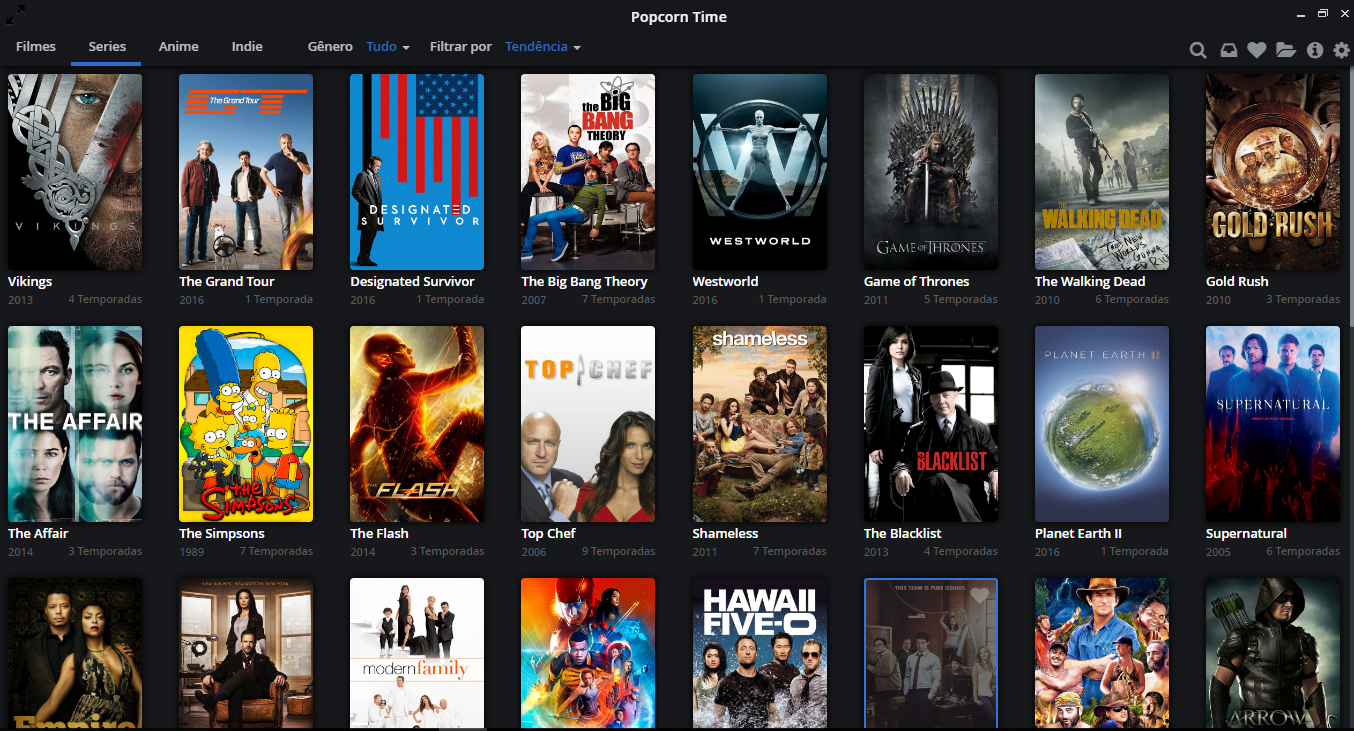 Popcorn Time
Filmes Series Anime Indie Gênero Tudo Filtrar por Tendência
VIKINGS
The Grand Tour
DESIGNATED
SURVIVOR
the BIG
BANG
THEORY
WESTWORLD
GAME OF THRONES
THE
WALKING DEAD
GOLD RUSH
Vikings
2013 4 Temporadas
The Grand Tour
2016 1 Temporada
Designated Survivor
2016 1 Temporada
The Big Bang Theory
2007 7 Temporadas
Westworld
2016 1 Temporada
Game of Thrones
2011 5 Temporadas
The Walking Dead
2010 6 Temporadas
Gold Rush
2010 3 Temporadas
THE AFFAIR
THE
SIMPSONS
THE
FLASH
TOP CHEF
shameless
THE
BLACKLIST
PLANET EARTH II
SUPERNATURAL
The Affair
2014 3 Temporadas
The Simpsons
1989 7 Temporadas
The Flash
2014 3 Temporadas
Top Chef
2006 9 Temporadas
Shameless
2011 7 Temporadas
The Blacklist
2013 4 Temporadas
Planet Earth II
2016 1 Temporada
Supernatural
2005 6 Temporadas
Empire
NEW HOLMES. NEW WATSON. NEW YORK.
modern family
HAWAII
FIVE-O
THIS TEAM IS PURE GENIUS.
ARROW